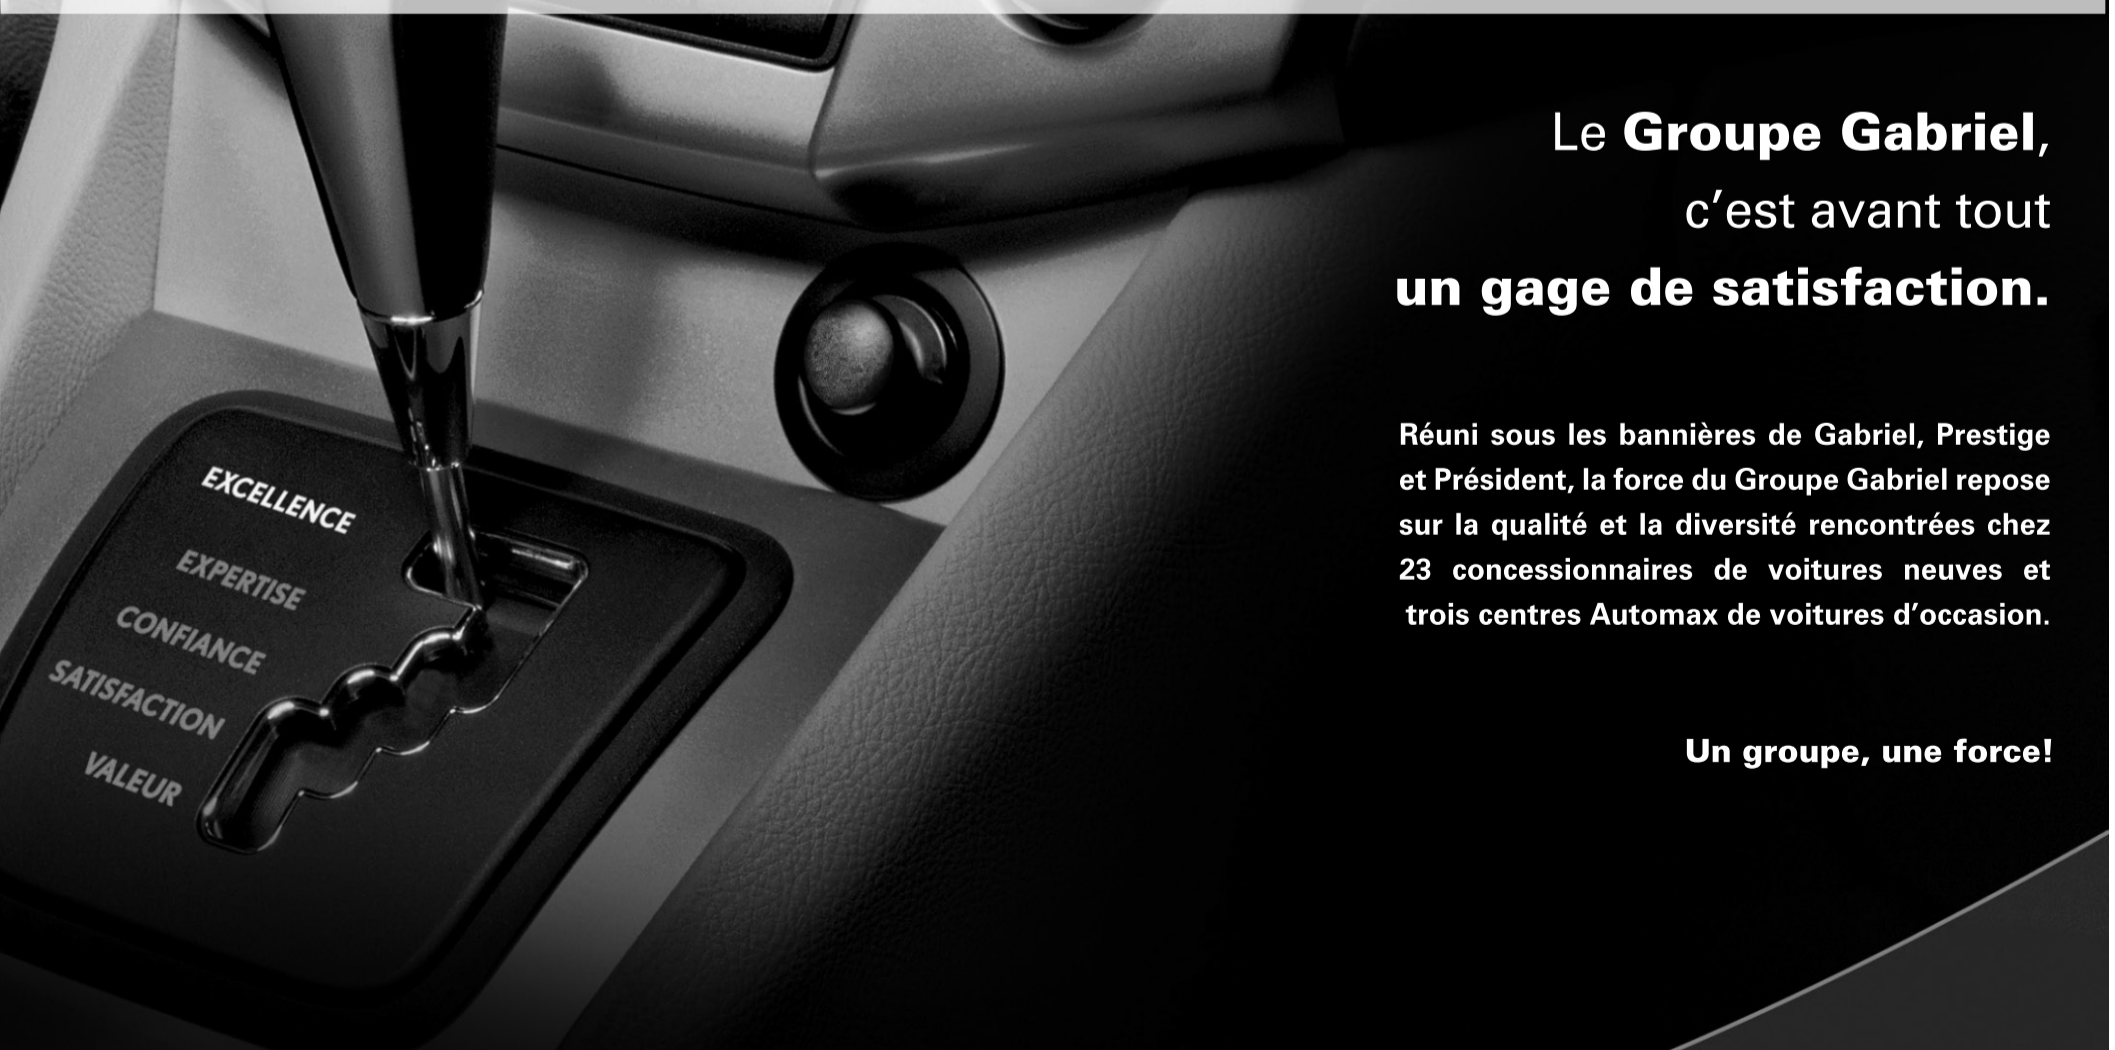 Le Groupe Gabriel,
c’est avant tout
un gage de satisfaction.
Réuni sous les bannières de Gabriel, Prestige
et Président, la force du Groupe Gabriel repose
sur la qualité et la diversité rencontrées chez
23 concessionnaires de voitures neuves et
trois centres Automax de voitures d’occasion.
Un groupe, une force!
EXCELLENCE
EXPERTISE
CONFIANCE
SATISFACTION
VALEUR